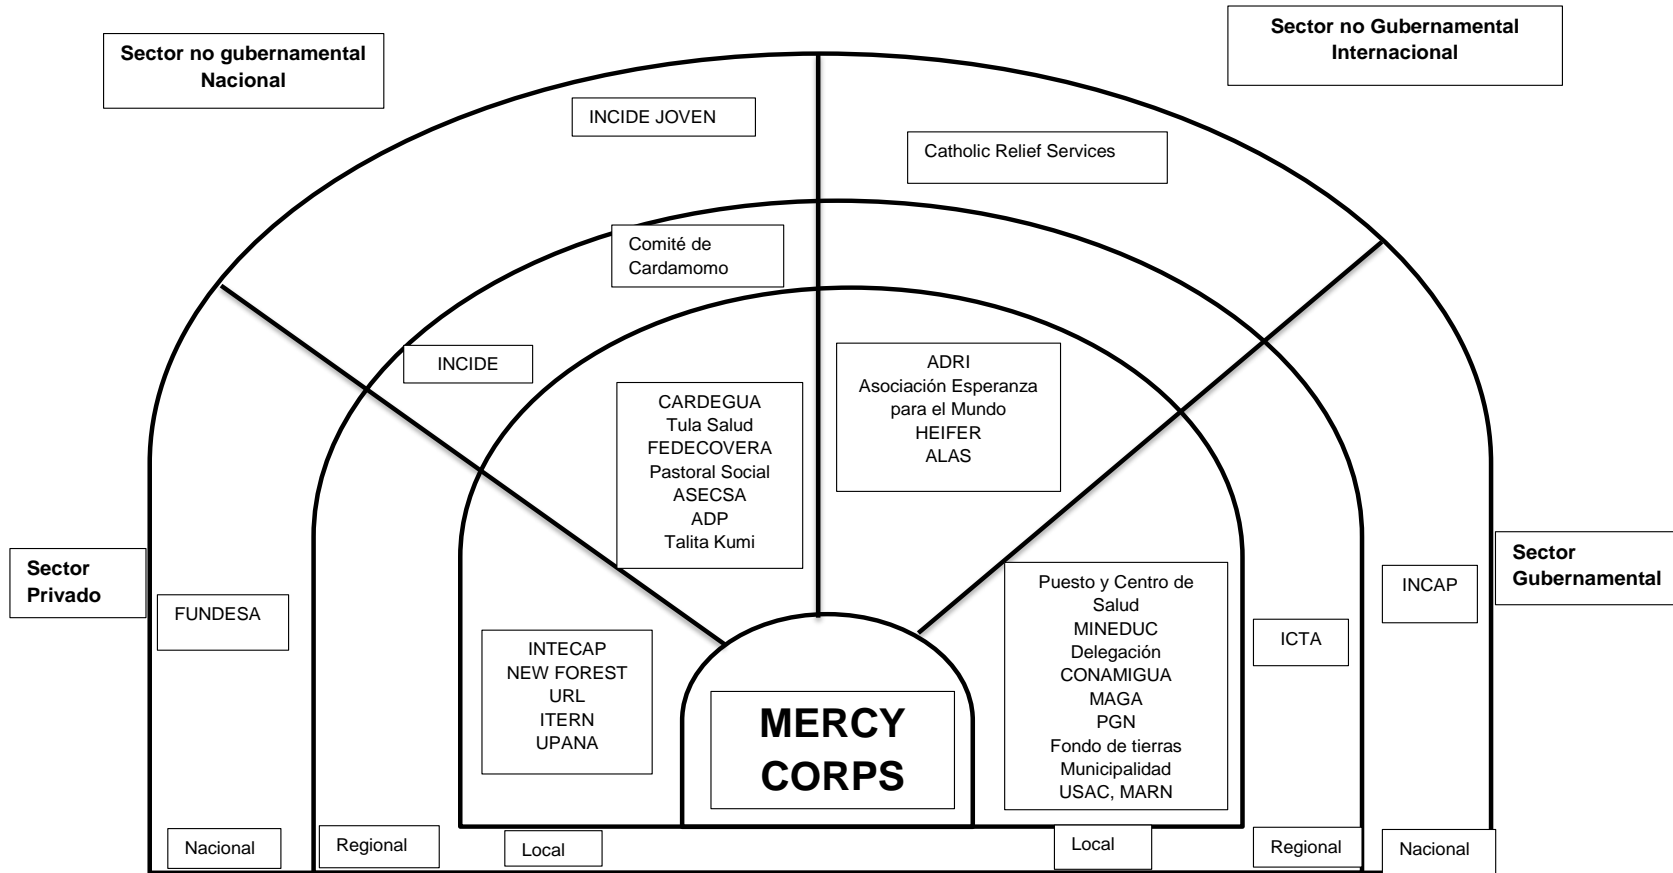 Sector no gubernamental
Nacional
Sector no Gubernamental
Internacional
INCIDE JOVEN
Catholic Relief Services
Comité de
Cardamomo
INCIDE
CARDEGUA
Tula Salud
FEDECOVERA
Pastoral Social
ASECSA
ADP
Talita Kumi
ADRI
Asociación Esperanza
para el Mundo
HEIFER
ALAS
Sector
Privado
FUNDESA
INTECAP
NEW FOREST
URL
ITERN
UPANA
MERCY
CORPS
Puesto y Centro de
Salud
MINEDUC
Delegación
CONAMIGUA
MAGA
PGN
Fondo de tierras
Municipalidad
USAC, MARN
ICTA
INCAP
Sector
Gubernamental
Nacional
Regional
Local
Local
Regional
Nacional